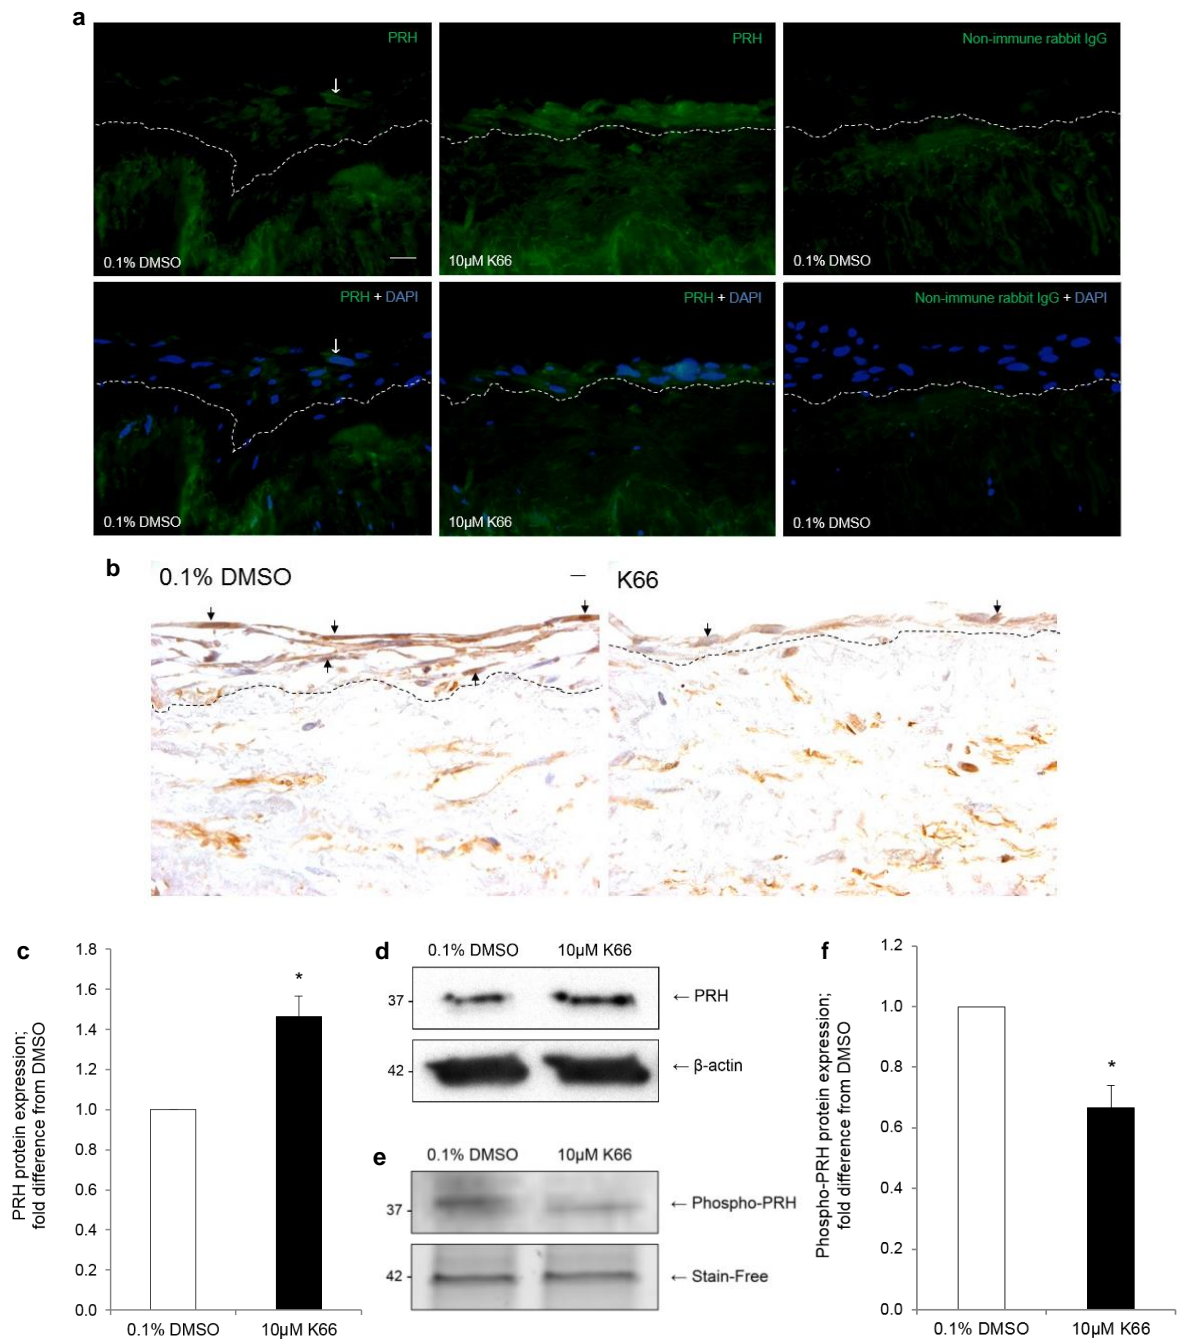 a
PRH
PRH
Non-immune rabbit IgG
0.1% DMSO
10µM K66
0.1% DMSO
PRH + DAPI
PRH + DAPI
Non-immune rabbit IgG + DAPI
0.1% DMSO
10µM K66
0.1% DMSO
b
0.1% DMSO
K66
c
PRH protein expression;
fold difference from DMSO
1.8
1.6
1.4
1.2
1.0
0.8
0.6
0.4
0.2
0.0
*
0.1% DMSO
10µM K66
d
0.1% DMSO
10µM K66
37
← PRH
42
← β-actin
e
0.1% DMSO
10µM K66
37
← Phospho-PRH
42
← Stain-Free
f
Phospho-PRH protein expression;
fold difference from DMSO
1.2
1.0
0.8
0.6
0.4
0.2
0.0
*
0.1% DMSO
10µM K66